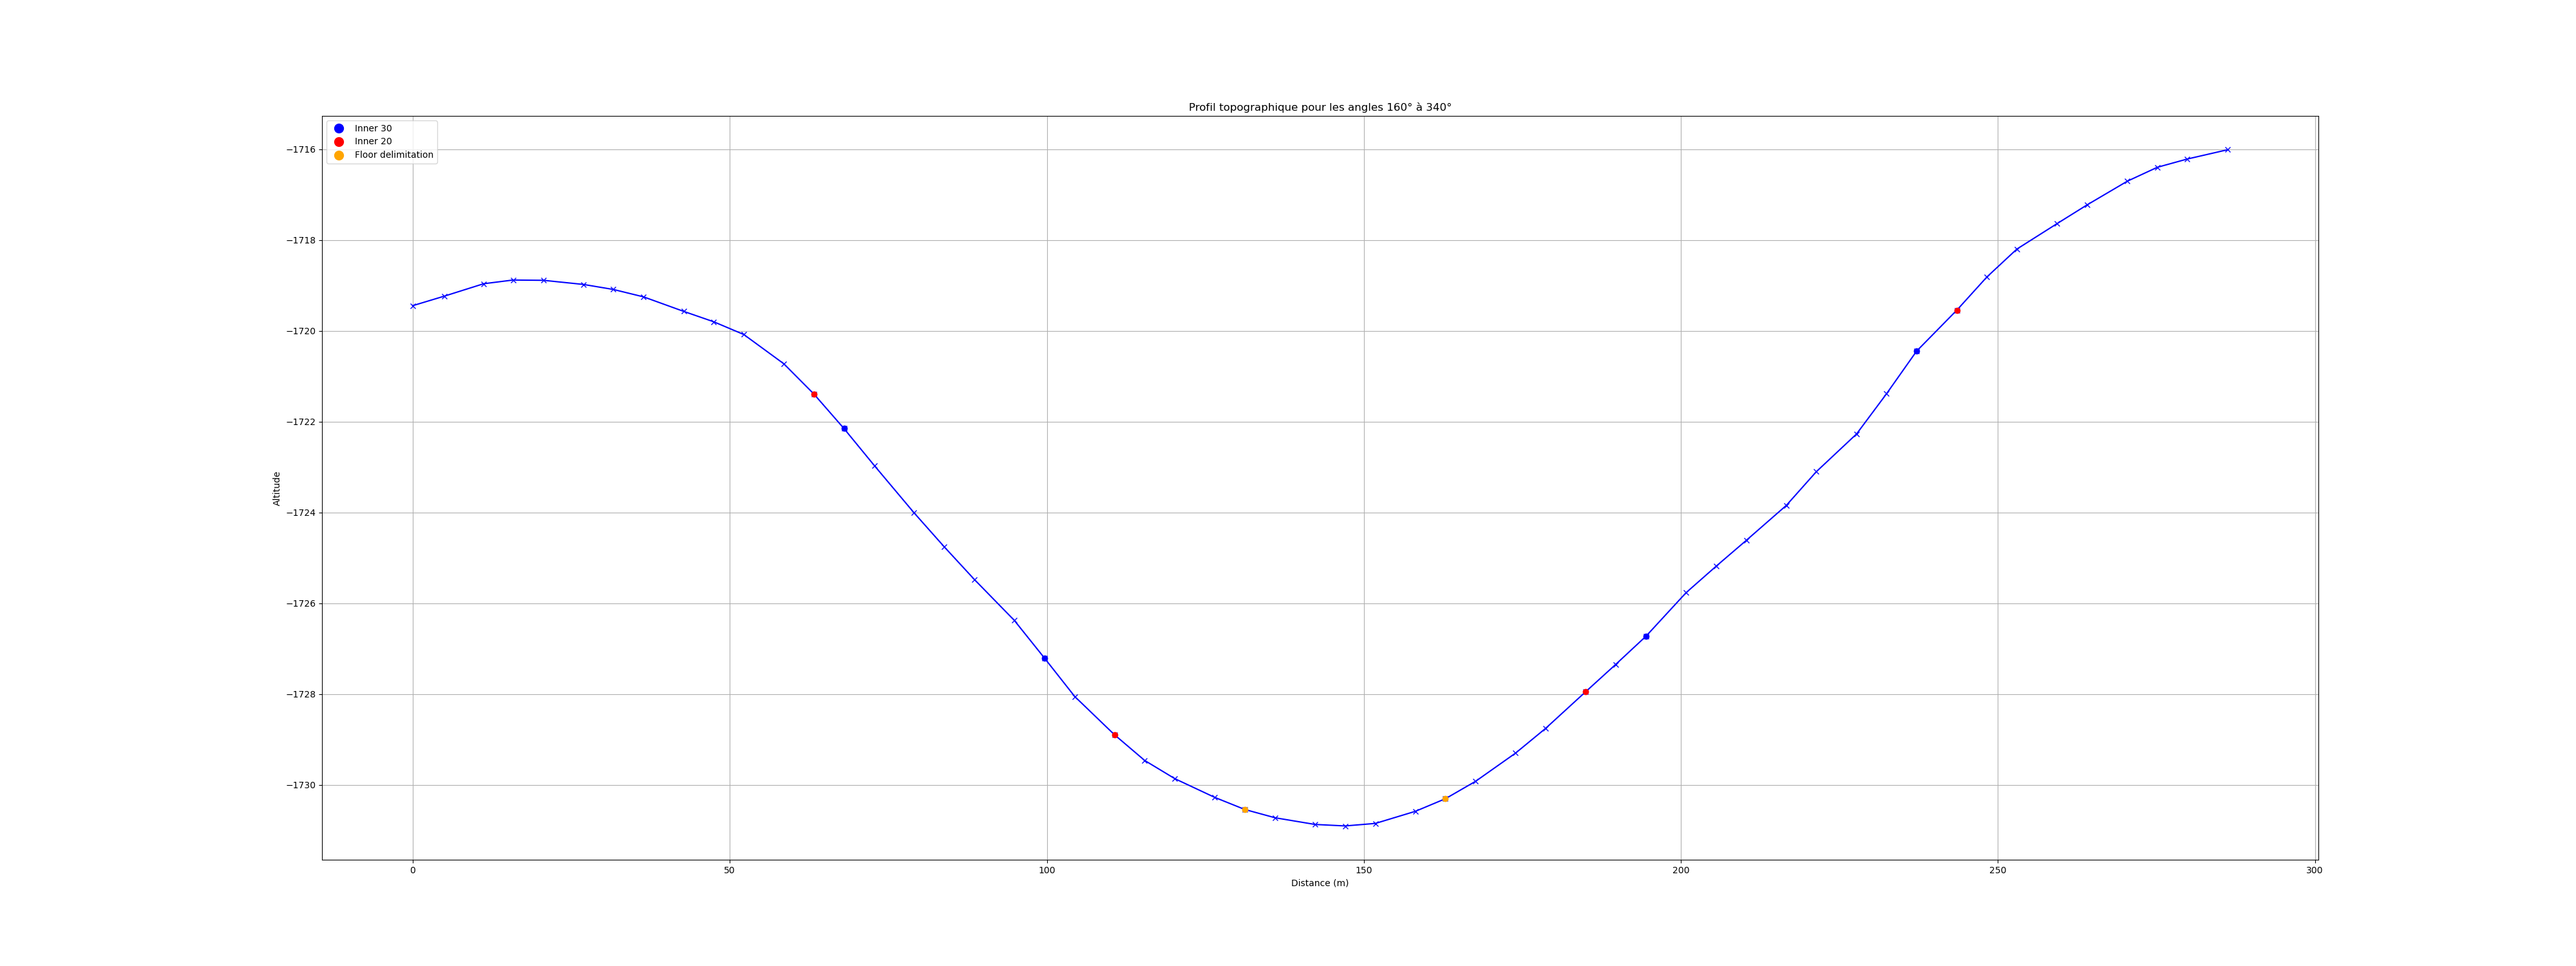 Profil topographique pour les angles 160° à 340°
Inner 30
Inner 20
Floor delimitation
−1716
−1718
−1720
−1722
−1724
−1726
−1728
−1730
Altitude
0 50 100 150 200 250 300
Distance (m)